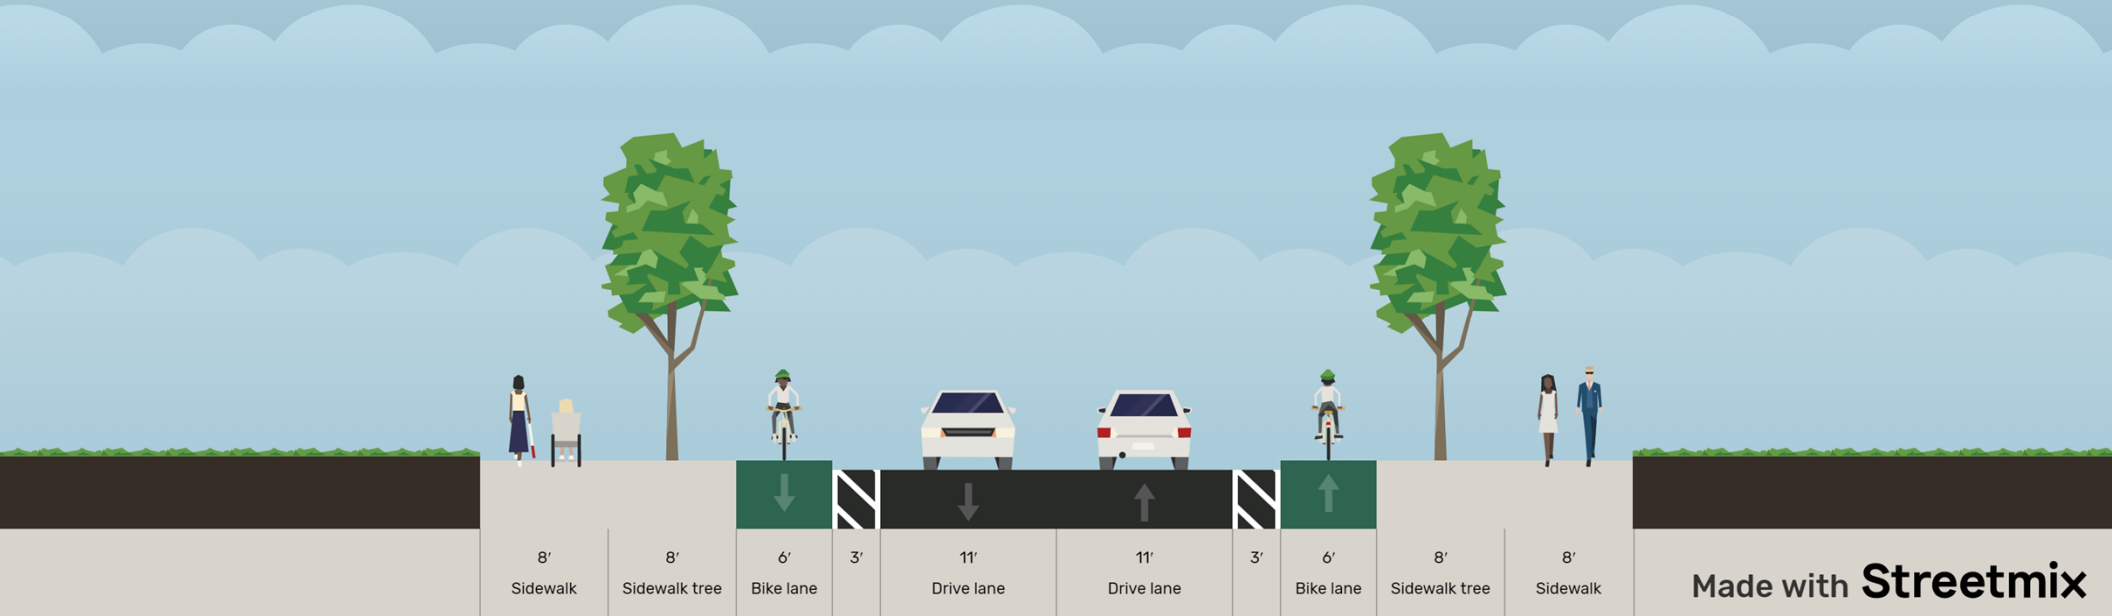 8′ 8′ 6′ 3′ 11′ 11′ 3′ 6′ 8′ 8′
Sidewalk Sidewalk tree Bike lane Drive lane Drive lane Bike lane Sidewalk tree Sidewalk
Made with Streetmix